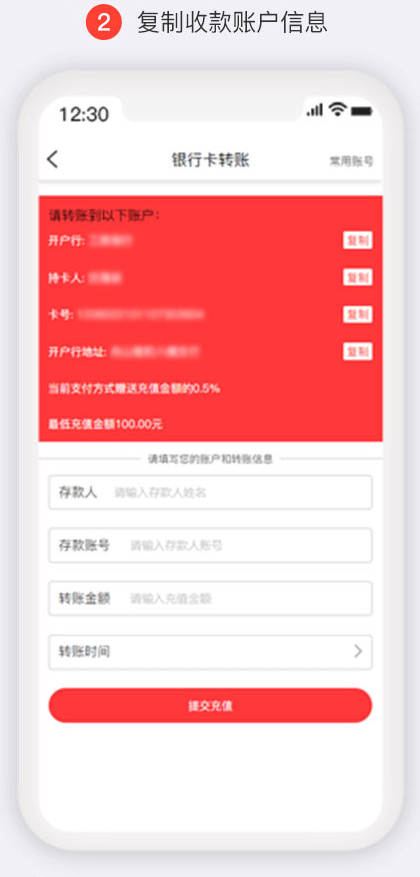 2 复制收款账户信息
12:30
银行卡转账 常用账号
请转账到以下账户：
开户行: 复制
持卡人: 复制
卡号: 复制
开户行地址: 复制
当前支付方式赠送充值金额的0.5%
最低充值金额100.00元
请填写您的账户和转账信息
存款人 请输入存款人姓名
存款账号 请输入存款人账号
转账金额 请输入充值金额
转账时间
提交充值